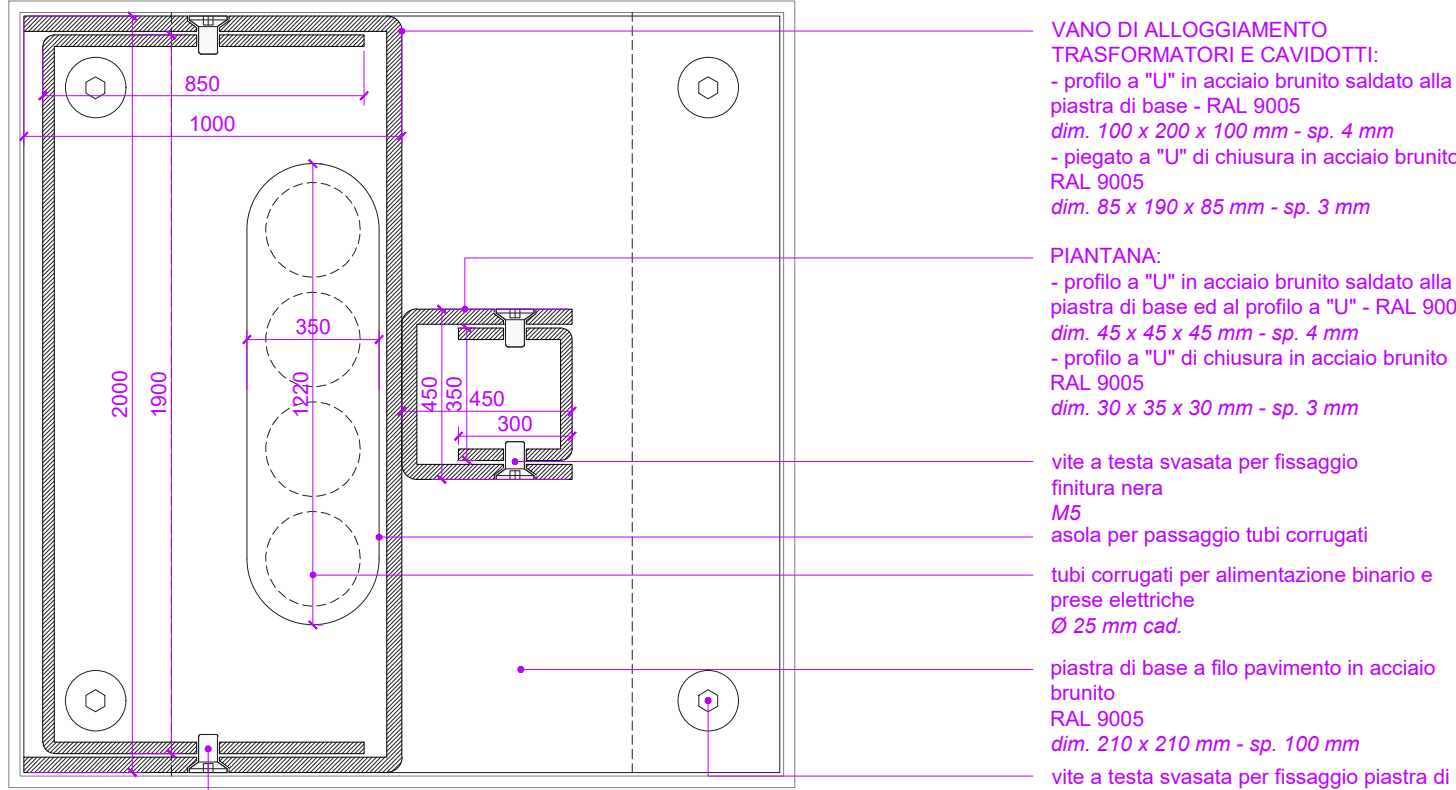 VANO DI ALLOGGIAMENTO
TRASFORMATORI E CAVIDOTTI:
- profilo a "U" in acciaio brunito saldato alla
piastra di base - RAL 9005
dim. 100 x 200 x 100 mm - sp. 4 mm
- piegato a "U" di chiusura in acciaio brunito
RAL 9005
dim. 85 x 190 x 85 mm - sp. 3 mm
PIANTANA:
- profilo a "U" in acciaio brunito saldato alla
piastra di base ed al profilo a "U" - RAL 900
dim. 45 x 45 x 45 mm - sp. 4 mm
- profilo a "U" di chiusura in acciaio brunito
RAL 9005
dim. 30 x 35 x 30 mm - sp. 3 mm
vite a testa svasata per fissaggio
finitura nera
M5
asola per passaggio tubi corrugati
tubi corrugati per alimentazione binario e
prese elettriche
Ø 25 mm cad.
piastra di base a filo pavimento in acciaio
brunito
RAL 9005
dim. 210 x 210 mm - sp. 100 mm
vite a testa svasata per fissaggio piastra di
850
1000
350
2000
1900
1220
450
350
450
300